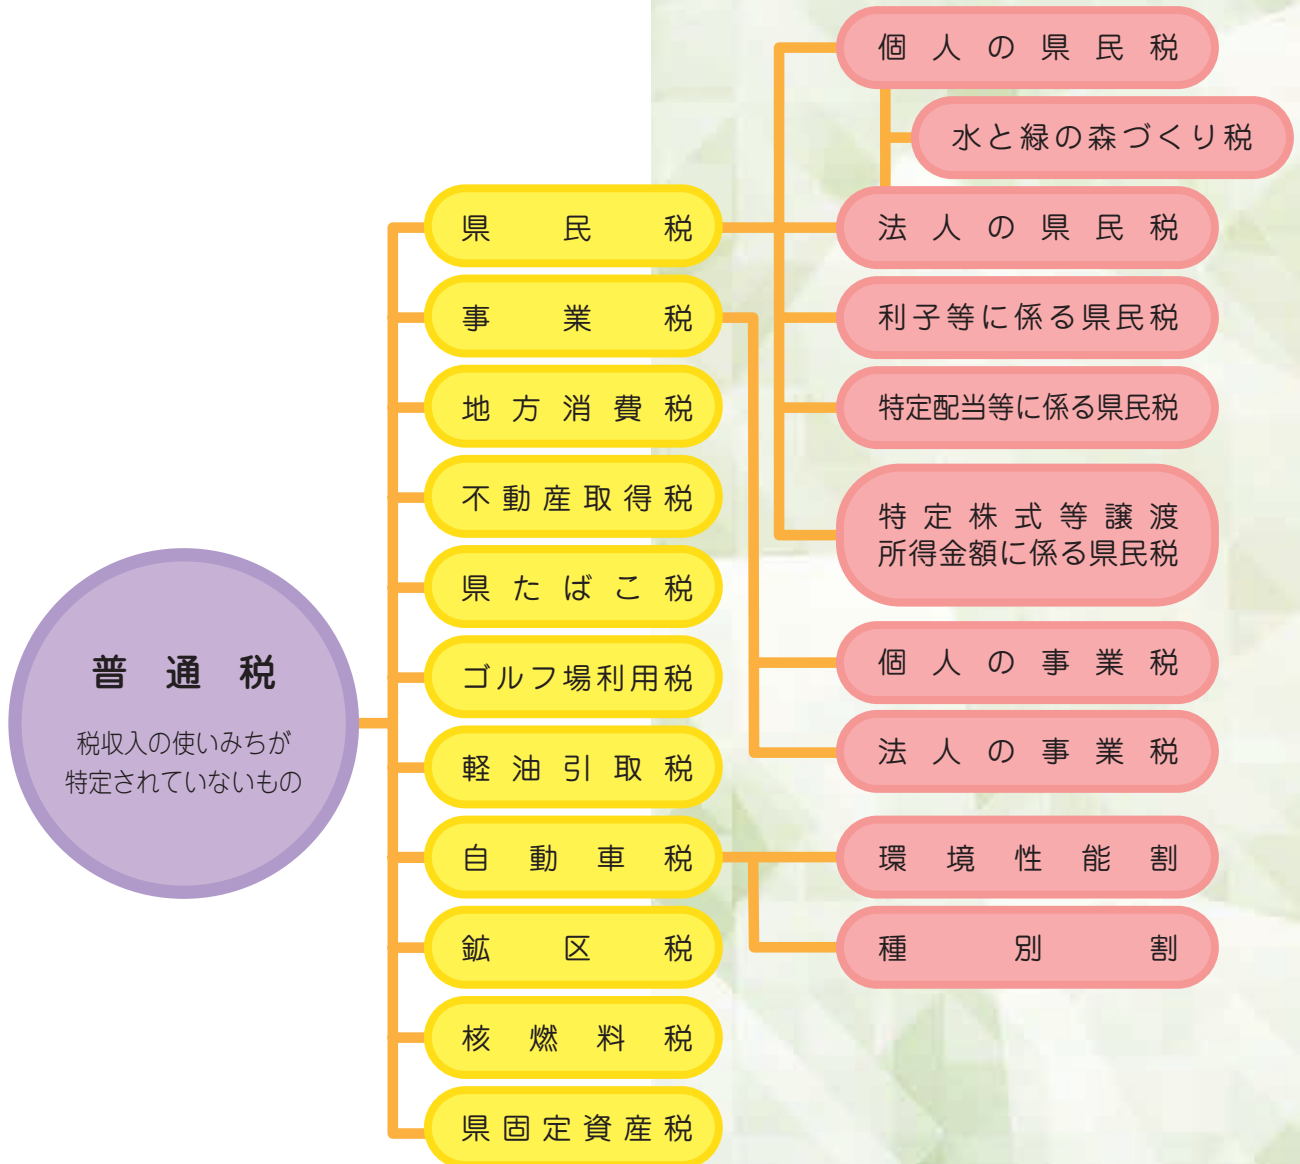 普通税
税収入の使いみちが
特定されていないもの
県民税
事業税
地方消費税
不動産取得税
県たばこ税
ゴルフ場利用税
軽油引取税
自動車税
鉱区税
核燃料税
県固定資産税
個人の県民税
水と緑の森づくり税
法人の県民税
利子等に係る県民税
特定配当等に係る県民税
特定株式等譲渡
所得金額に係る県民税
個人の事業税
法人の事業税
環境性能割
種別割